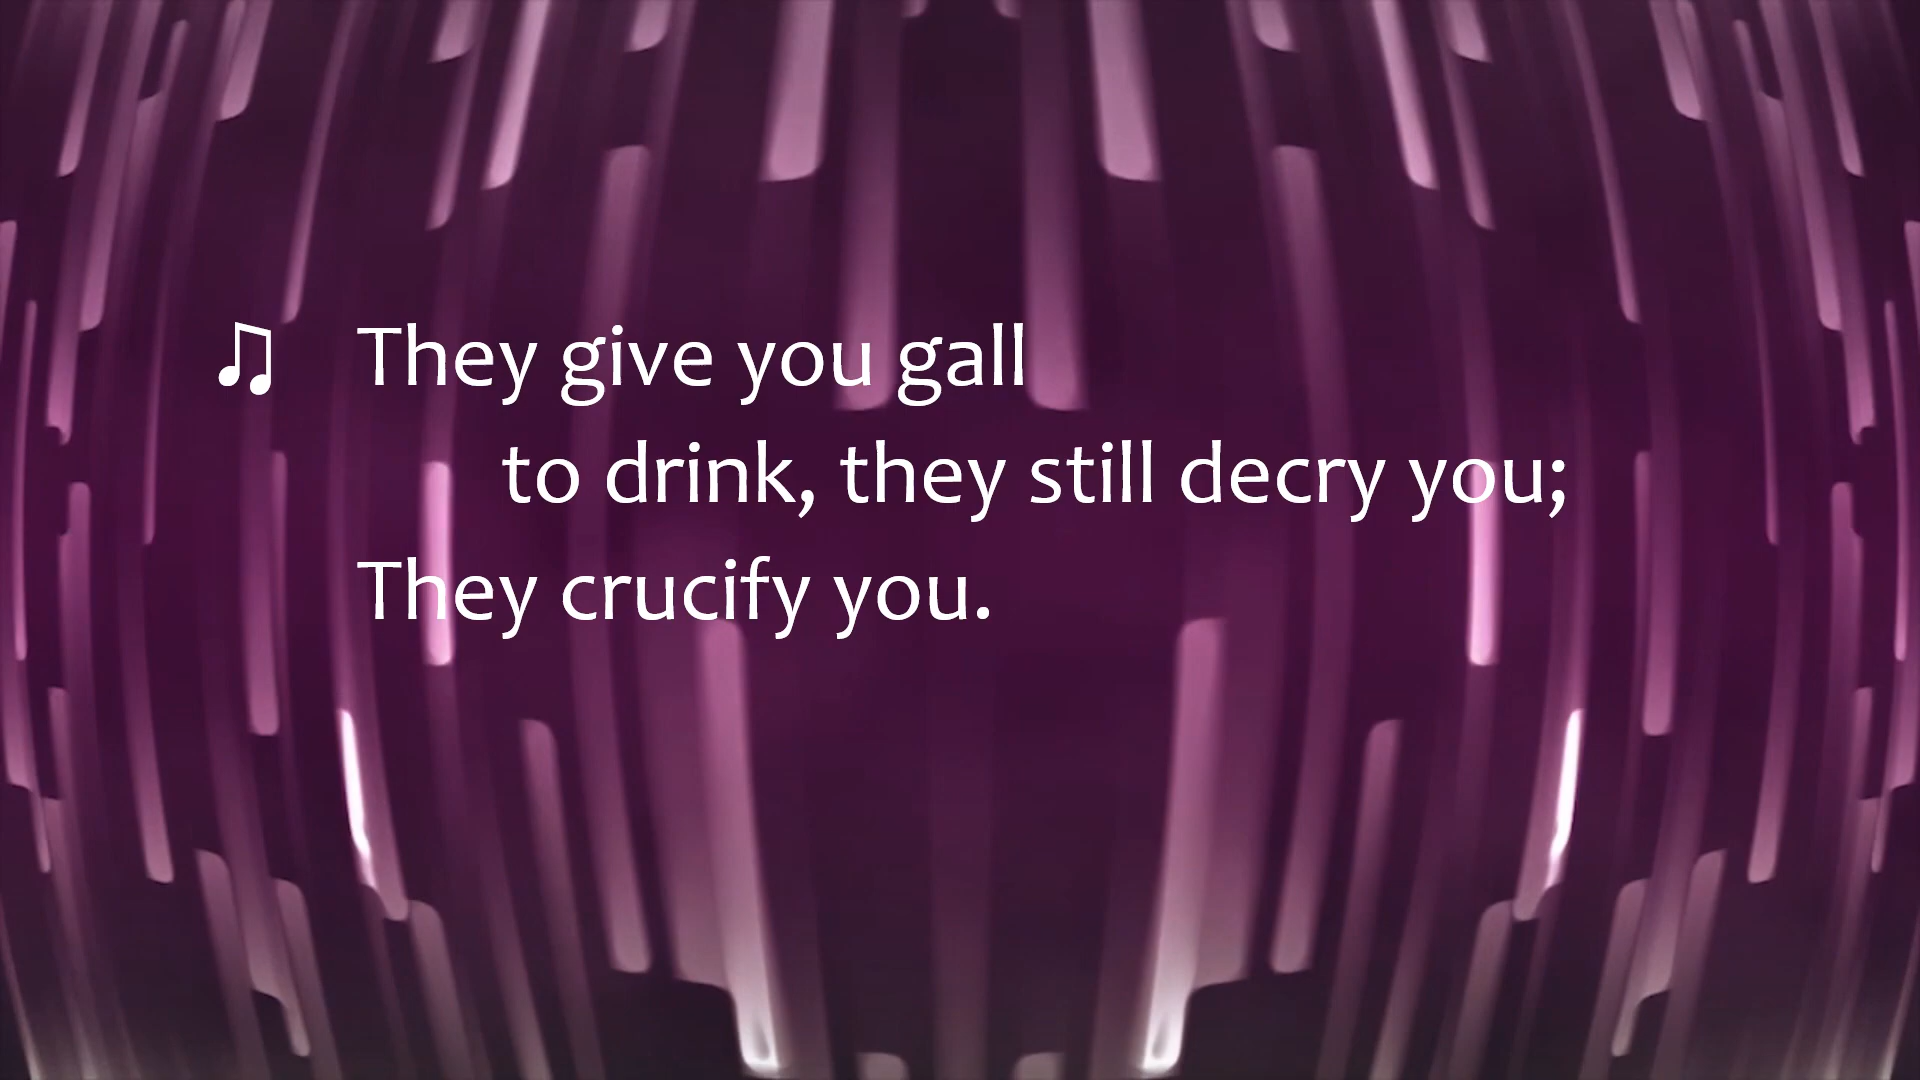 ♫ They give you gall
to drink, they still decry you;
They crucify you.